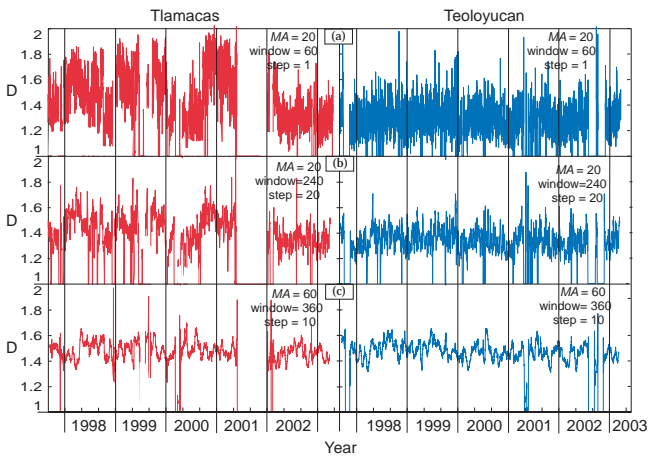 Tlamacas
Teoloyucan
(a)
D
2
1.8
1.6
1.4
1.2
1
MA = 20
window = 60
step = 1
MA = 20
window = 60
step = 1
(b)
D
2
1.8
1.6
1.4
1.2
1
MA = 20
window=240
step = 20
MA = 20
window=240
step = 20
(c)
D
2
1.8
1.6
1.4
1.2
1
MA = 60
window= 360
step = 10
MA = 60
window= 360
step = 10
1998 1999 2000 2001 2002 1998 1999 2000 2001 2002 2003
Year